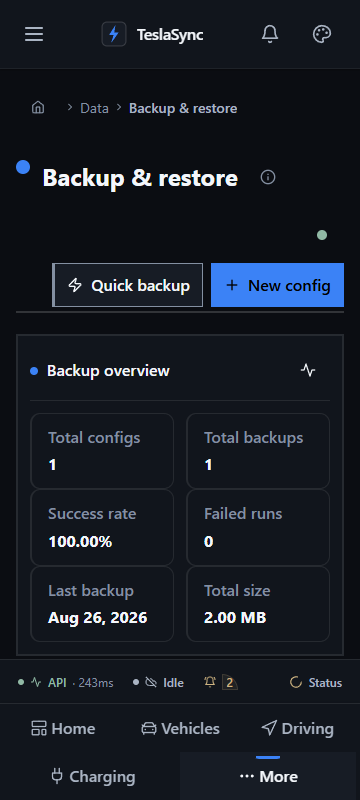 TeslaSync
Data > Backup & restore
Backup & restore
Quick backup
+ New config
Backup overview
Total configs
1
Total backups
1
Success rate
100.00%
Failed runs
0
Last backup
Aug 26, 2026
Total size
2.00 MB
API · 243ms Idle 2 Status
Home Vehicles Driving
Charging More